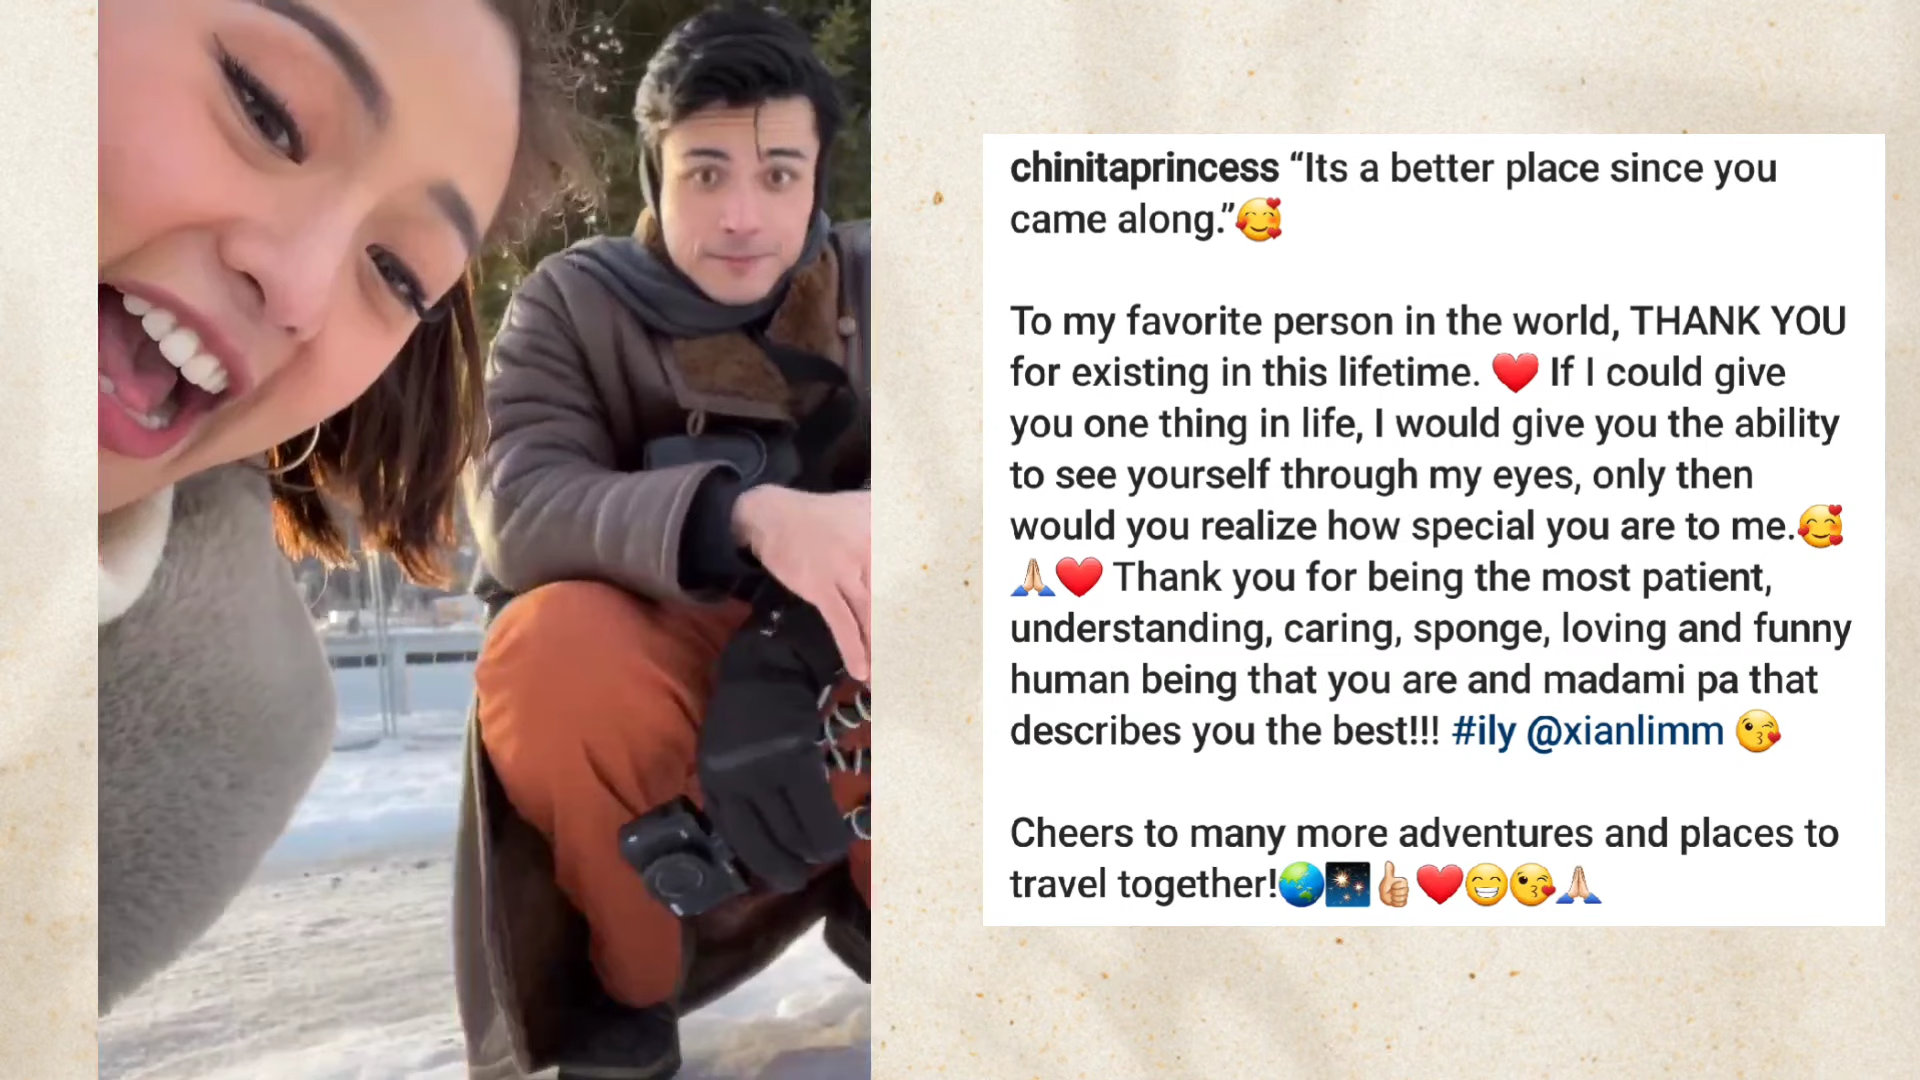 chinitaprincess “Its a better place since you
came along.”🥰
To my favorite person in the world, THANK YOU
for existing in this lifetime. ❤️ If I could give
you one thing in life, I would give you the ability
to see yourself through my eyes, only then
would you realize how special you are to me.🥰
🙏🏻❤️ Thank you for being the most patient,
understanding, caring, sponge, loving and funny
human being that you are and madami pa that
describes you the best!!! #ily @xianlimm 😘
Cheers to many more adventures and places to
travel together!🌏🎇👍🏻❤️😁😘🙏🏻